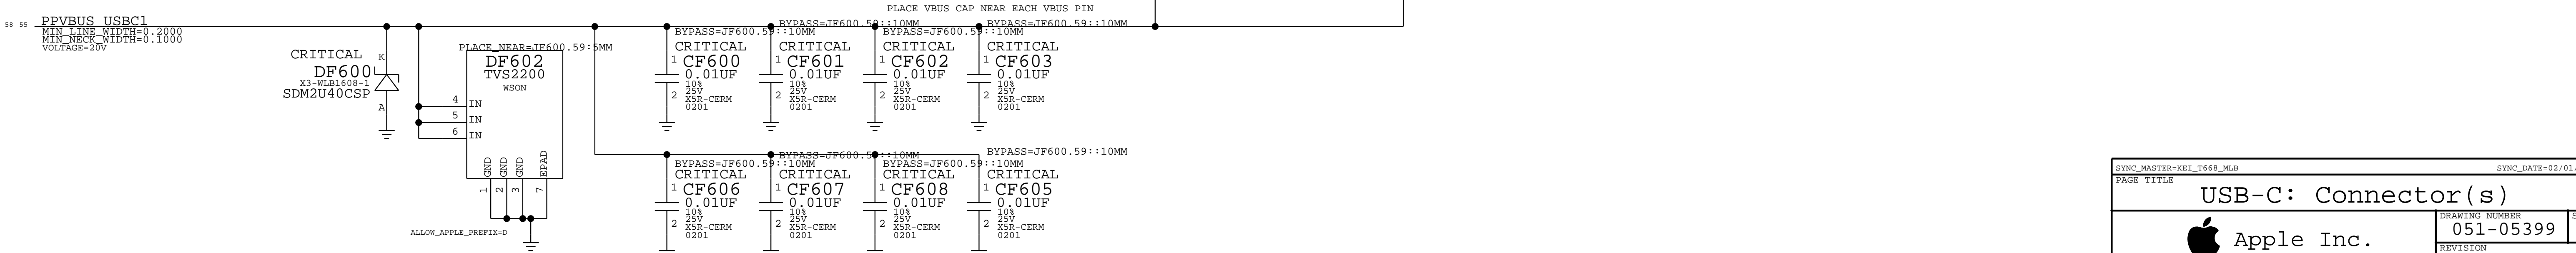 PLACE VBUS CAP NEAR EACH VBUS PIN
58 55
PPVBUS_USBC1
MIN_LINE_WIDTH=0.2000
MIN_NECK_WIDTH=0.1000
VOLTAGE=20V
CRITICAL
K
DF600
X3-WLB1608-1
SDM2U40CSP
A
PLACE_NEAR=JF600.59:5MM
DF602
TVS2200
WSON
4 IN
5 IN
6 IN
GND GND GND EPAD
1 2 3 7
ALLOW_APPLE_PREFIX=D
BYPASS=JF600.59::10MM
CRITICAL
1 CF600
0.01UF
10%
25V
2 X5R-CERM
0201
BYPASS=JF600.59::10MM
CRITICAL
1 CF601
0.01UF
10%
25V
2 X5R-CERM
0201
BYPASS=JF600.59::10MM
CRITICAL
1 CF602
0.01UF
10%
25V
2 X5R-CERM
0201
BYPASS=JF600.59::10MM
CRITICAL
1 CF603
0.01UF
10%
25V
2 X5R-CERM
0201
BYPASS=JF600.59::10MM
CRITICAL
1 CF606
0.01UF
10%
25V
2 X5R-CERM
0201
BYPASS=JF600.59::10MM
CRITICAL
1 CF607
0.01UF
10%
25V
2 X5R-CERM
0201
BYPASS=JF600.59::10MM
CRITICAL
1 CF608
0.01UF
10%
25V
2 X5R-CERM
0201
BYPASS=JF600.59::10MM
CRITICAL
1 CF605
0.01UF
10%
25V
2 X5R-CERM
0201
SYNC_MASTER=KEI_T668_MLB
SYNC_DATE=02/01/
PAGE TITLE
USB-C: Connector(s)
DRAWING NUMBER
051-05399
Apple Inc.
REVISION